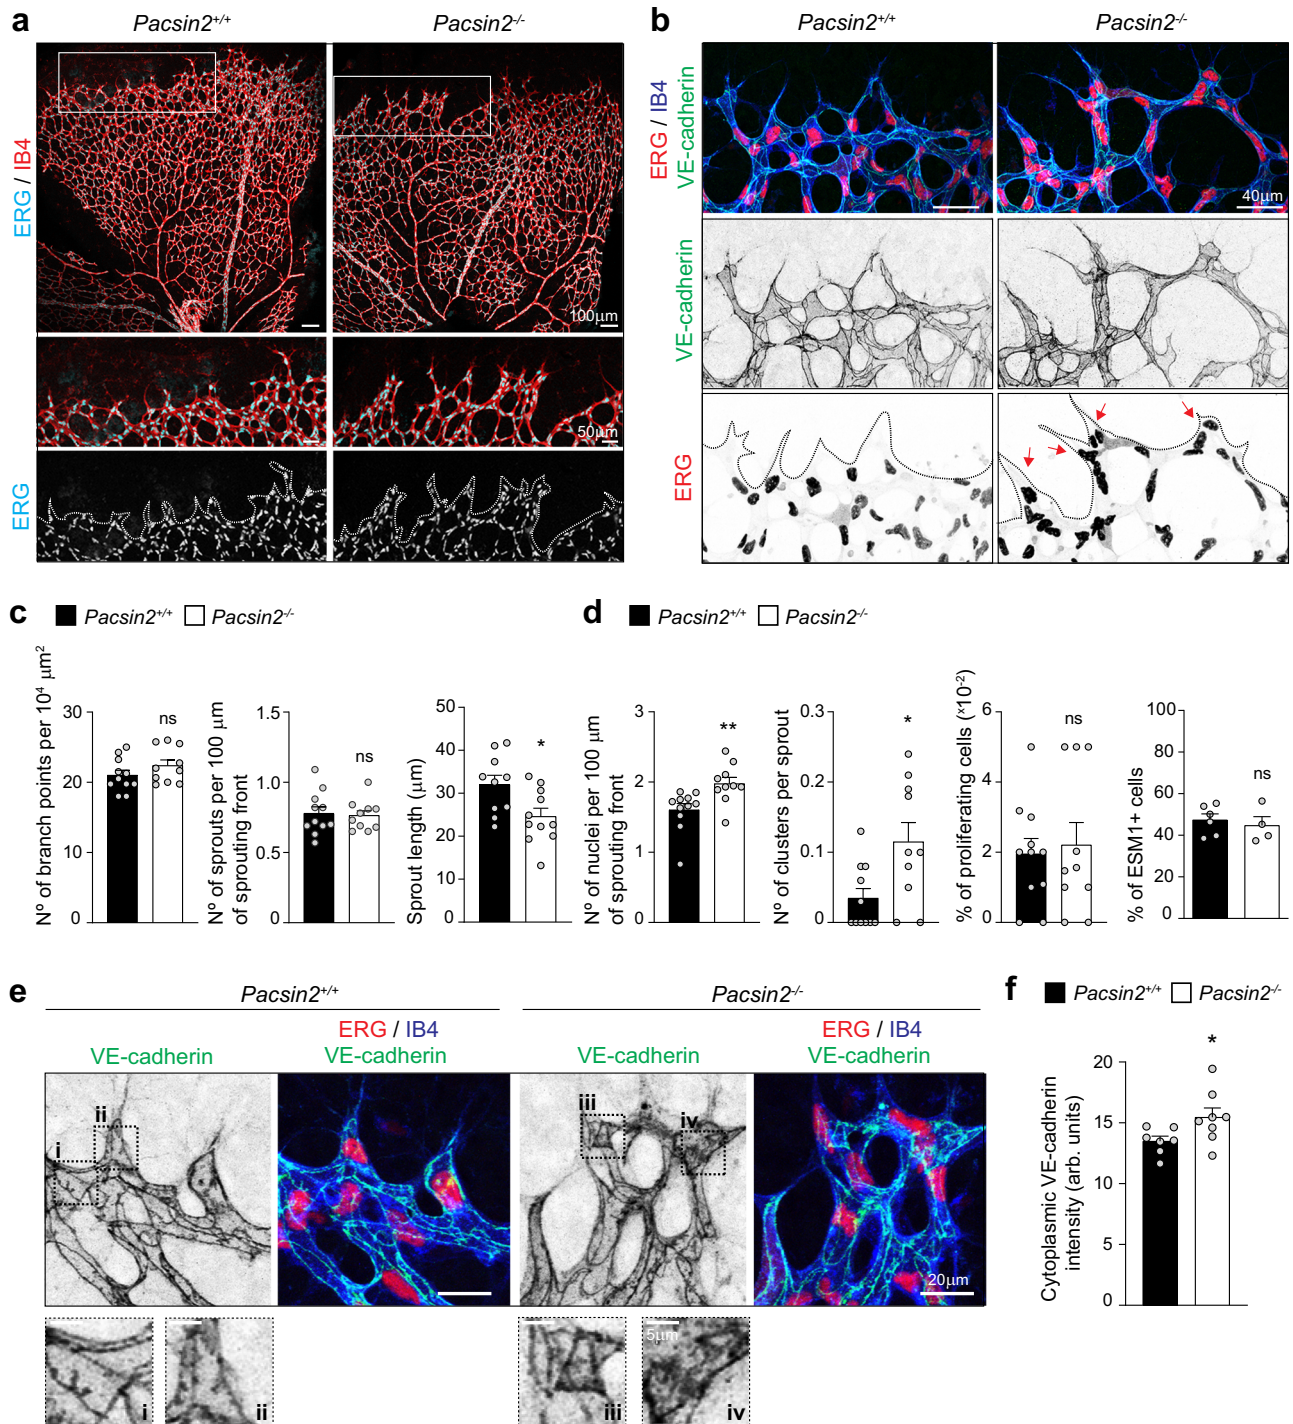 a
Pacsin2+/+
Pacsin2-/-
ERG / IB4
100μm
50μm
ERG
b
Pacsin2+/+
Pacsin2-/-
ERG / IB4
VE-cadherin
40μm
VE-cadherin
ERG
c
Pacsin2+/+
Pacsin2-/-
Nº of branch points per 10⁴ μm²
30
20
10
0
ns
Nº of sprouts per 100 μm
of sprouting front
1.5
1.0
0.5
0
ns
Sprout length (μm)
50
40
30
20
10
0
*
d
Pacsin2+/+
Pacsin2-/-
Nº of nuclei per 100 μm
of sprouting front
3
2
1
0
**
Nº of clusters per sprout
0.3
0.2
0.1
0
*
% of proliferating cells (×10⁻²)
6
4
2
0
ns
% of ESM1+ cells
100
80
60
40
20
0
ns
e
Pacsin2+/+
Pacsin2-/-
VE-cadherin
ERG / IB4
VE-cadherin
VE-cadherin
ERG / IB4
VE-cadherin
i
ii
iii
iv
20μm
i
ii
iii
5μm
iv
f
Pacsin2+/+
Pacsin2-/-
Cytoplasmic VE-cadherin
intensity (arb. units)
20
15
10
5
0
*